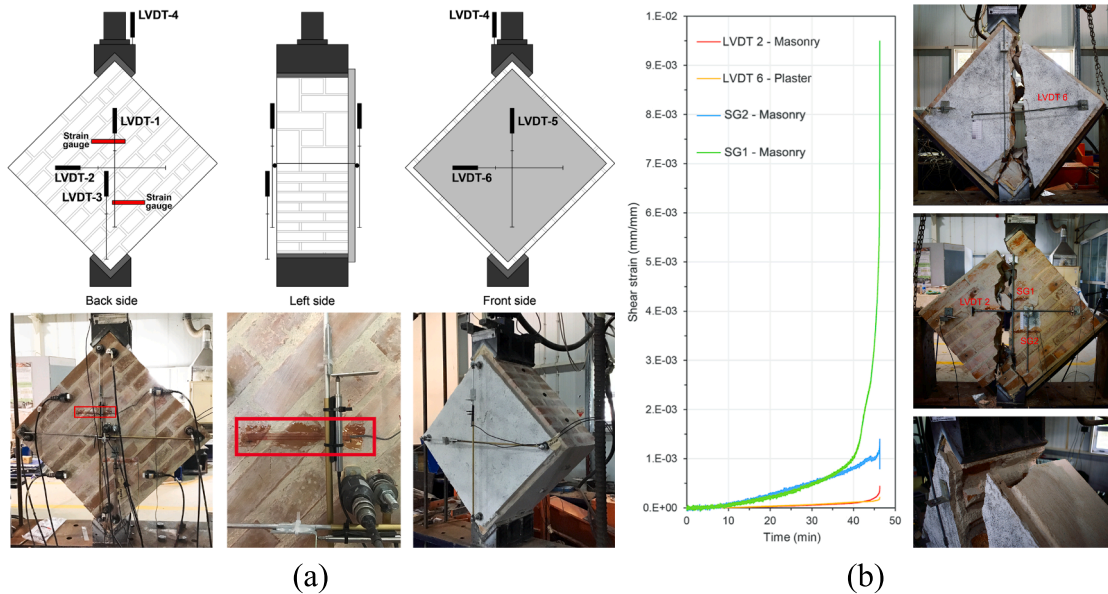 LVDT-4
LVDT-1
Strain
gauge
LVDT-2
LVDT-3
Strain
gauge
Back side
Left side
LVDT-4
LVDT-5
LVDT-6
Front side
(a)
1.E-02
9.E-03
8.E-03
7.E-03
6.E-03
5.E-03
4.E-03
3.E-03
2.E-03
1.E-03
0.E+00
Shear strain (mm/mm)
LVDT 2 - Masonry
LVDT 6 - Plaster
SG2 - Masonry
SG1 - Masonry
0
10
20
30
40
50
Time (min)
LVDT 6
LVDT 2
SG1
SG2
(b)